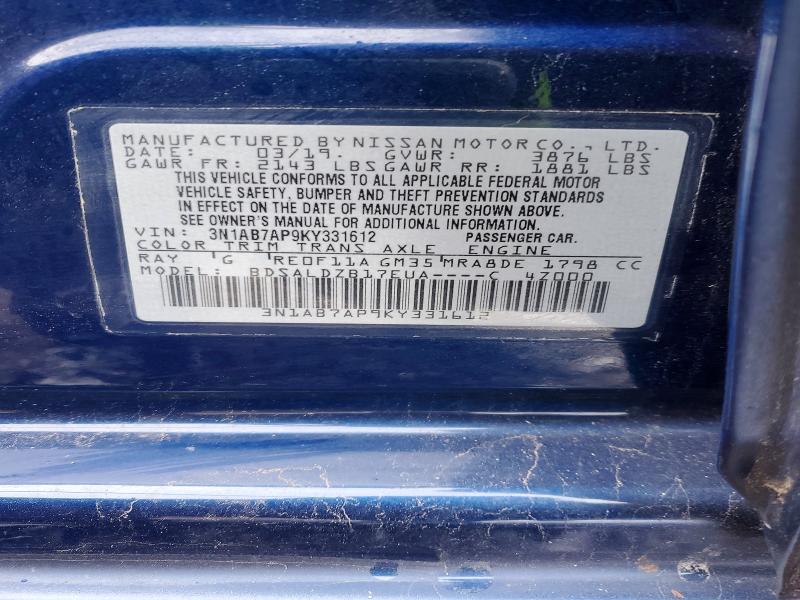 MANUFACTURED BY NISSAN MOTOR CO., LTD.
DATE: 03/19. GVWR: 3876 LBS
GAWR FR: 2143 LBS GAWR RR: 1881 LBS
THIS VEHICLE CONFORMS TO ALL APPLICABLE FEDERAL MOTOR
VEHICLE SAFETY, BUMPER AND THEFT PREVENTION STANDARDS
IN EFFECT ON THE DATE OF MANUFACTURE SHOWN ABOVE.
SEE OWNER'S MANUAL FOR ADDITIONAL INFORMATION.
VIN: 3N1AB7AP9KY331612 PASSENGER CAR.
COLOR TRIM TRANS AXLE ENGINE
RAY G RE0F11A GM35 MRA8DE 1798 CC
MODEL: BDSALDZB17EUA----C 4Z000
3N1AB7AP9KY331612